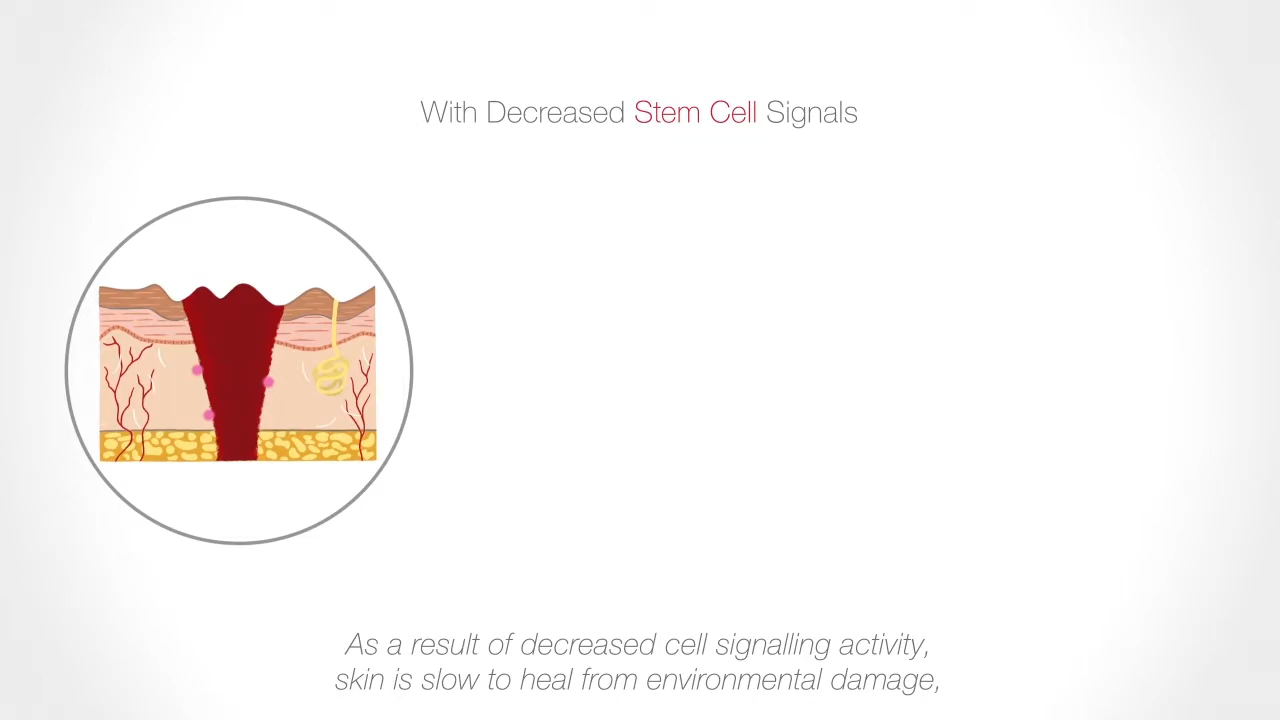 With Decreased Stem Cell Signals
As a result of decreased cell signalling activity,
skin is slow to heal from environmental damage,